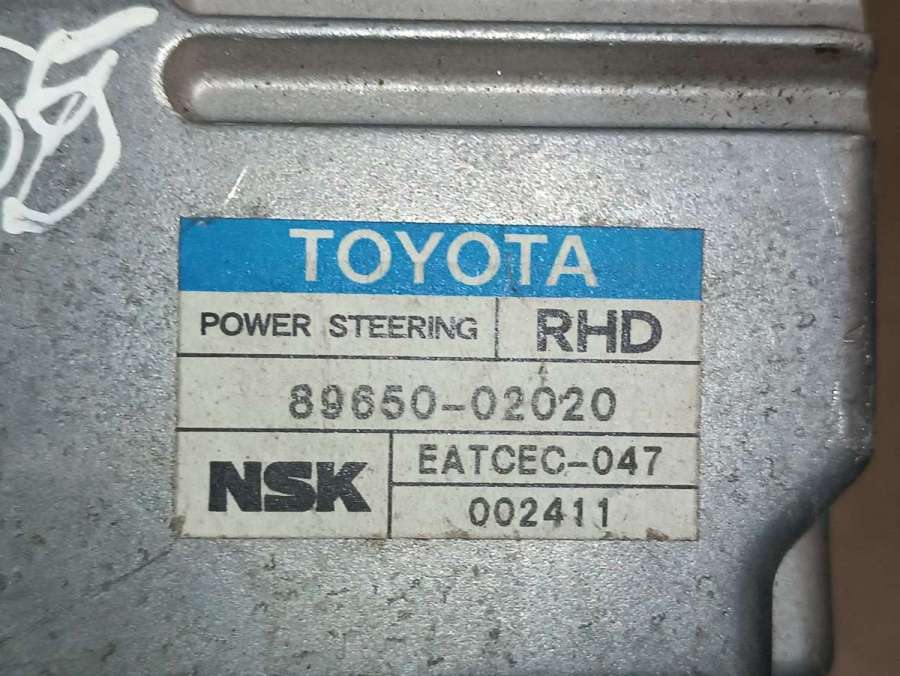 TOYOTA
POWER STEERING RHD
89650-02020
NSK
EATCEC-047
002411